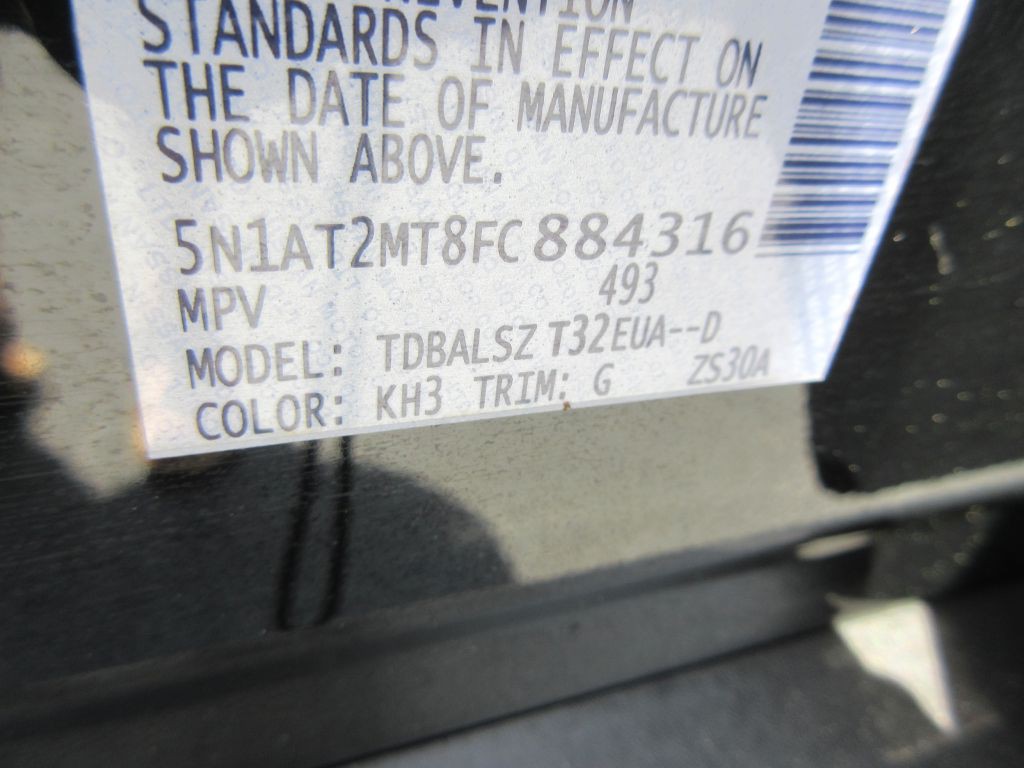 STANDARDS IN EFFECT ON
THE DATE OF MANUFACTURE
SHOWN ABOVE.
5N1AT2MT8FC884316
MPV 493
MODEL: TDBALSZ T32EUA--D
COLOR: KH3 TRIM: G ZS30A